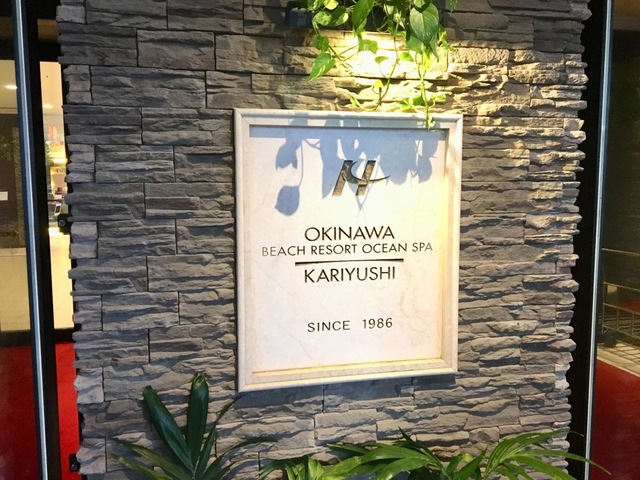 OKINAWA
BEACH RESORT OCEAN SPA
KARIYUSHI
SINCE 1986